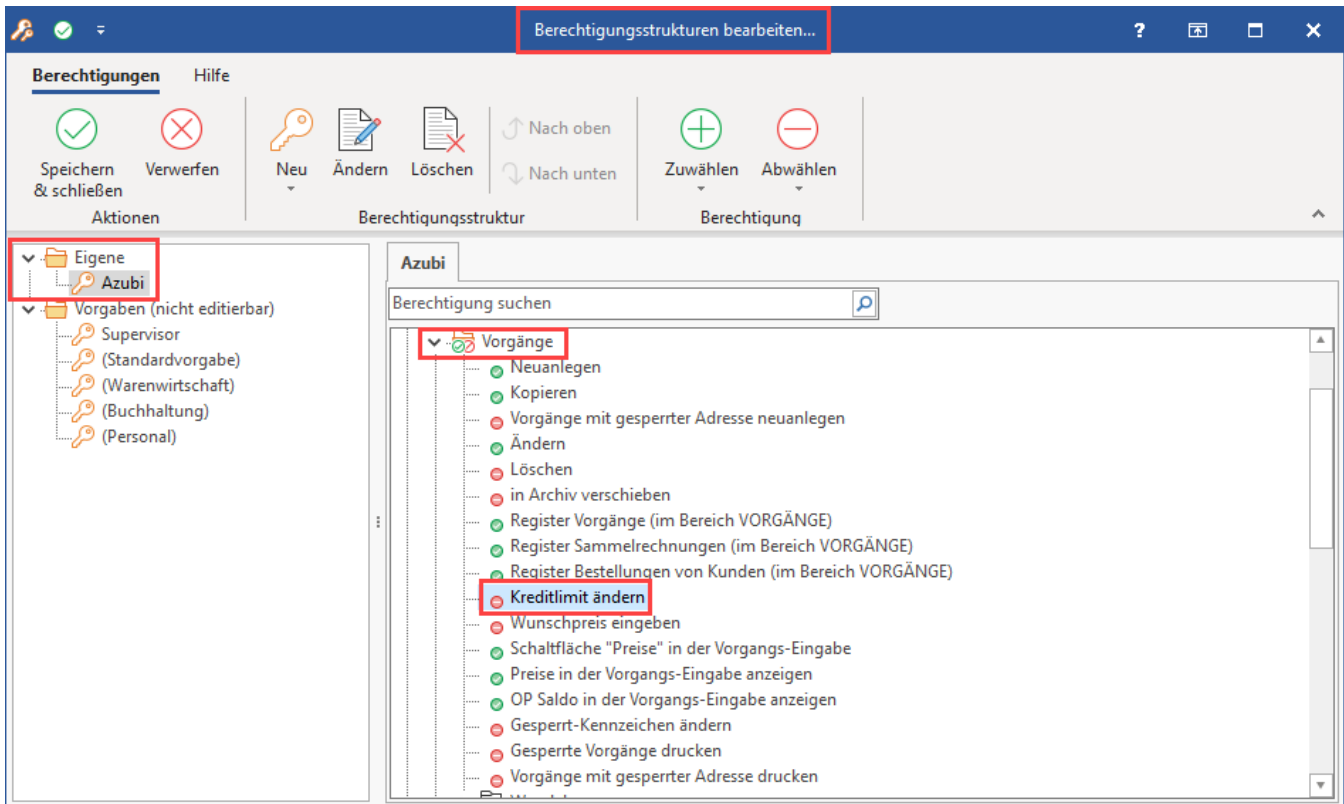 Berechtigungsstrukturen bearbeiten...
?
Berechtigungen Hilfe
Speichern & schließen
Verwerfen
Neu
Ändern
Löschen
Nach oben
Nach unten
Zuwählen
Abwählen
Aktionen
Berechtigungsstruktur
Berechtigung
Eigene
Azubi
Vorgaben (nicht editierbar)
Supervisor
(Standardvorgabe)
(Warenwirtschaft)
(Buchhaltung)
(Personal)
Azubi
Berechtigung suchen
Vorgänge
Neuanlegen
Kopieren
Vorgänge mit gesperrter Adresse neuanlegen
Ändern
Löschen
in Archiv verschieben
Register Vorgänge (im Bereich VORGÄNGE)
Register Sammelrechnungen (im Bereich VORGÄNGE)
Register Bestellungen von Kunden (im Bereich VORGÄNGE)
Kreditlimit ändern
Wunschpreis eingeben
Schaltfläche "Preise" in der Vorgangs-Eingabe
Preise in der Vorgangs-Eingabe anzeigen
OP Saldo in der Vorgangs-Eingabe anzeigen
Gesperrt-Kennzeichen ändern
Gesperrte Vorgänge drucken
Vorgänge mit gesperrter Adresse drucken